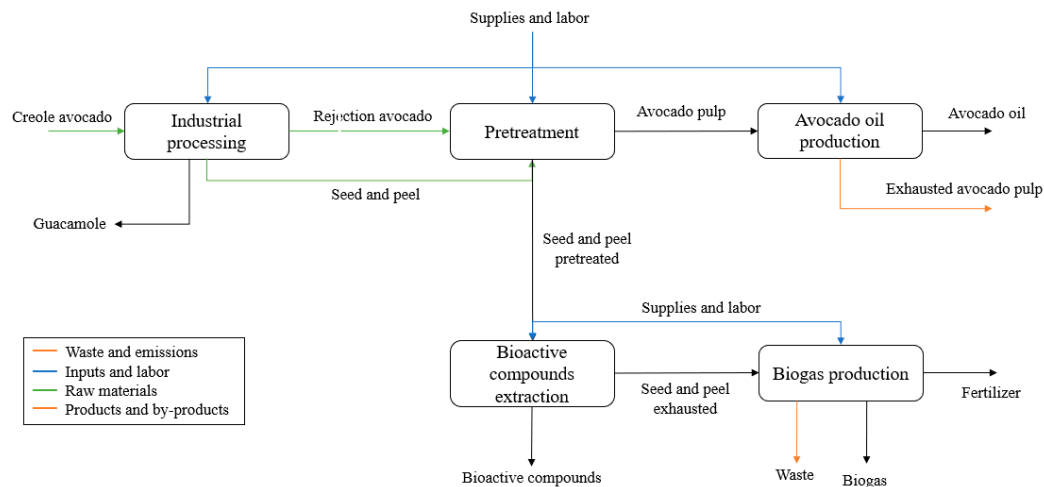 Supplies and labor
Creole avocado
Industrial
processing
Rejection avocado
Pretreatment
Avocado pulp
Avocado oil
production
Avocado oil
Seed and peel
Exhausted avocado pulp
Guacamole
Seed and peel
pretreated
Supplies and labor
Waste and emissions
Inputs and labor
Raw materials
Products and by-products
Bioactive
compounds
extraction
Seed and peel
exhausted
Biogas production
Fertilizer
Bioactive compounds
Waste
Biogas